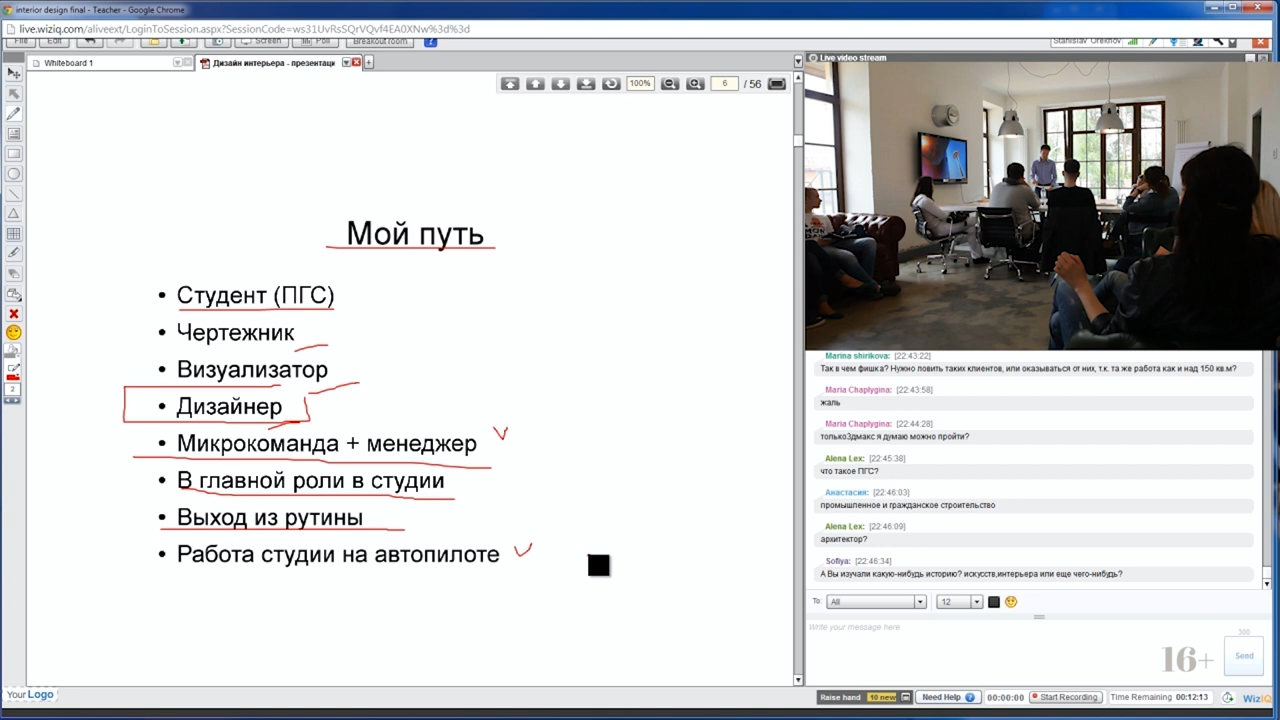 interior design final - Teacher - Google Chrome
live.wiziq.com/aliveext/LoginToSession.aspx?SessionCode=ws31UvRsSQrVQvf4EA0XNw%3d%3d
File Edit Screen Poll Breakout room ? Stanislav Orekhov
Whiteboard 1
Дизайн интерьера - презентаци
100% 6 / 56
Мой путь
• Студент (ПГС)
• Чертежник
• Визуализатор
• Дизайнер
• Микрокоманда + менеджер
• В главной роли в студии
• Выход из рутины
• Работа студии на автопилоте
2
Your Logo
Live video stream
Marina shirikova: [22:43:22]
Так в чем фишка? Нужно ловить таких клиентов, или оказываться от них, т.к. та же работа как и над 150 кв.м?
Maria Chaplygina: [22:43:58]
жаль
Maria Chaplygina: [22:44:28]
только3дмакс я думаю можно пройти?
Alena Lex: [22:45:38]
что такое ПГС?
Анастасия: [22:46:03]
промышленное и гражданское строительство
Alena Lex: [22:46:09]
архитектор?
Sofiya: [22:46:34]
А Вы изучали какую-нибудь историю? искусств,интерьера или еще чего-нибудь?
To: All 12
Write your message here.
300
16+
Send
Raise hand 10 new Need Help ? 00:00:00 Start Recording Time Remaining 00:12:13 WiziQ